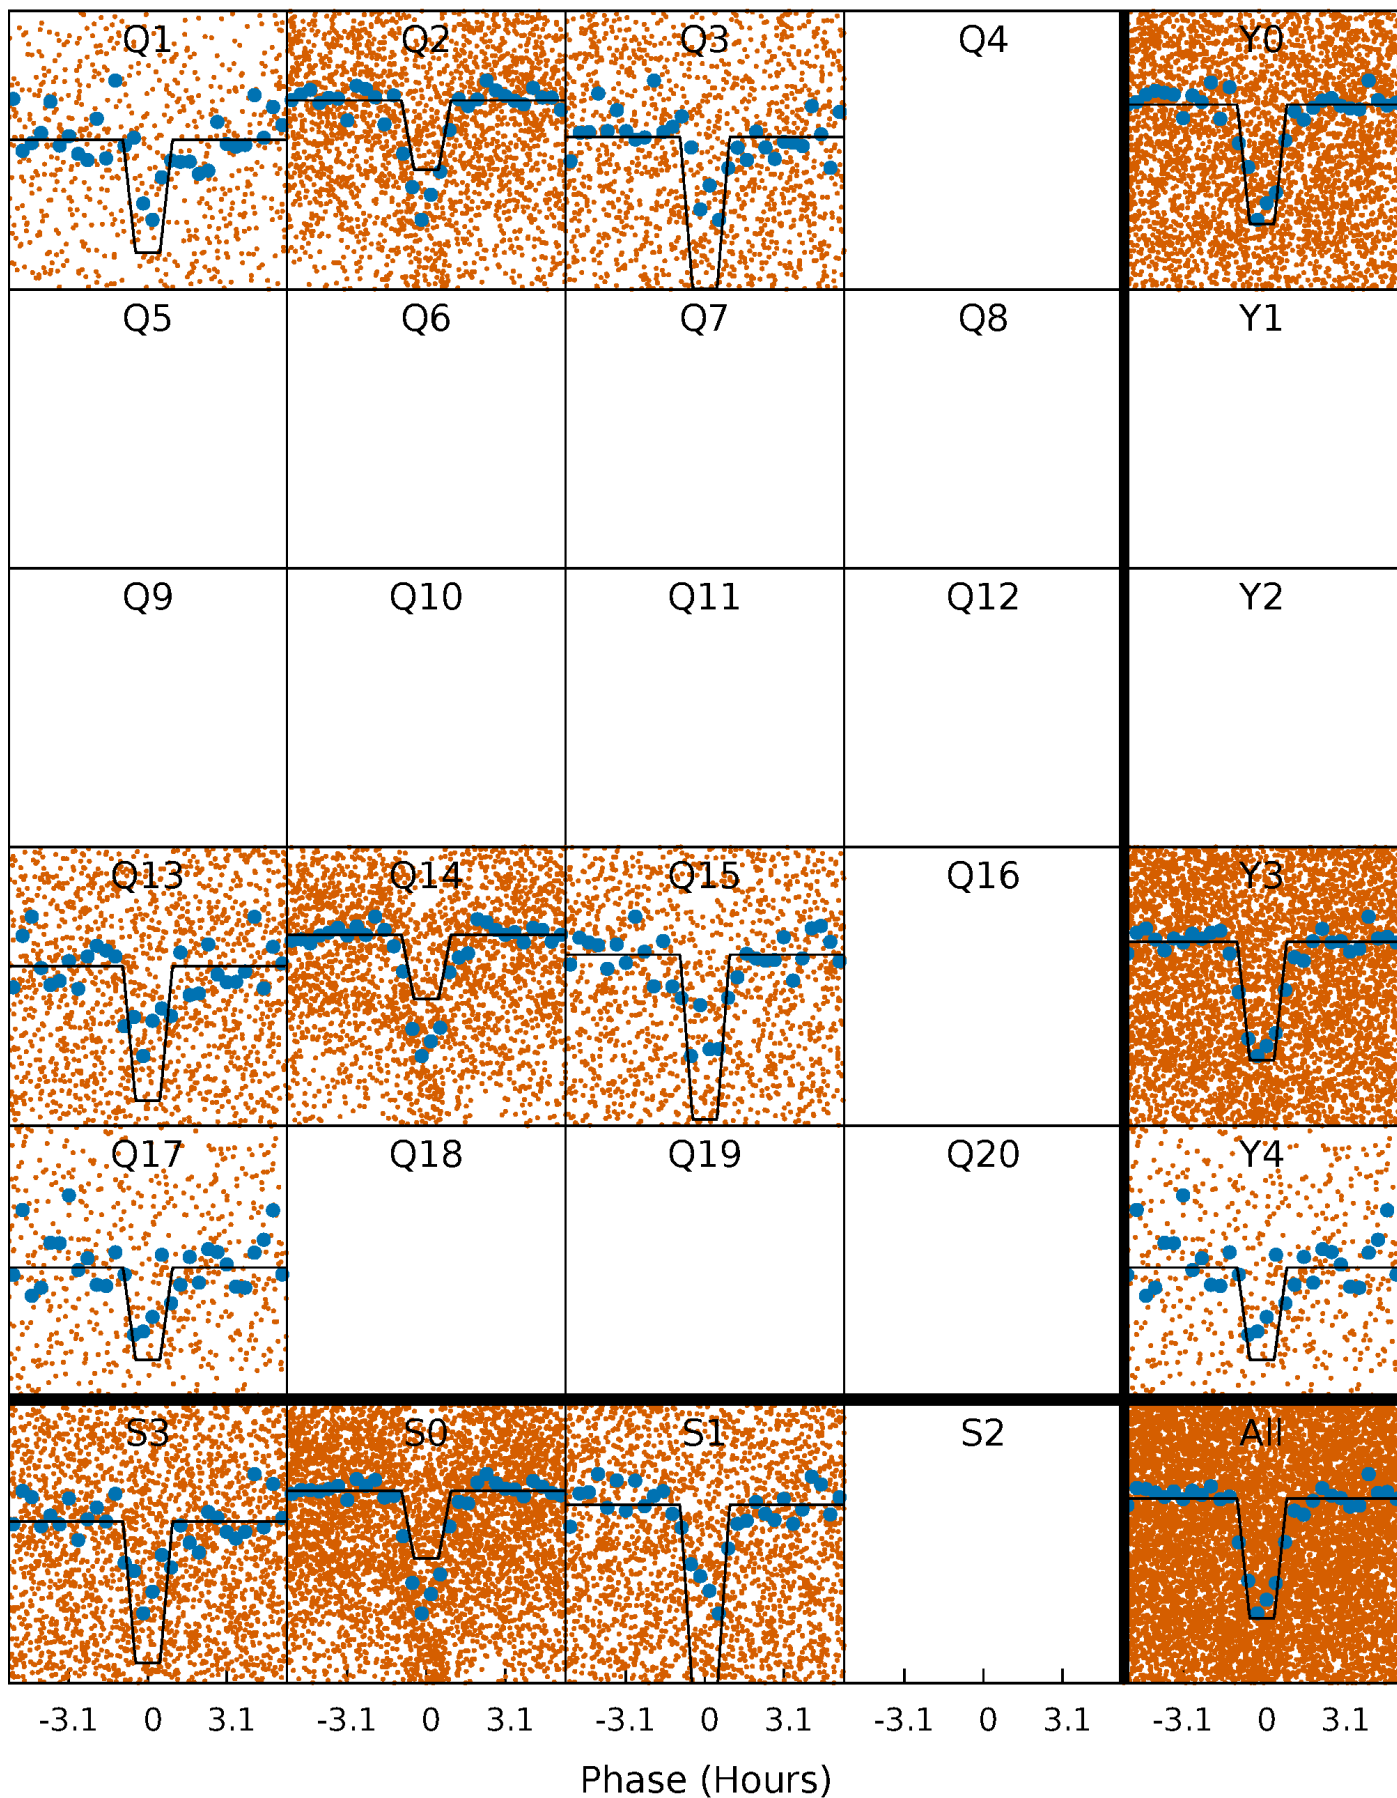 Q1 Q2 Q3 Q4 Y0
Q5 Q6 Q7 Q8 Y1
Q9 Q10 Q11 Q12 Y2
Q13 Q14 Q15 Q16 Y3
Q17 Q18 Q19 Q20 Y4
S3 S0 S1 S2 All
-3.1 0 3.1 -3.1 0 3.1 -3.1 0 3.1 -3.1 0 3.1 -3.1 0 3.1
Phase (Hours)